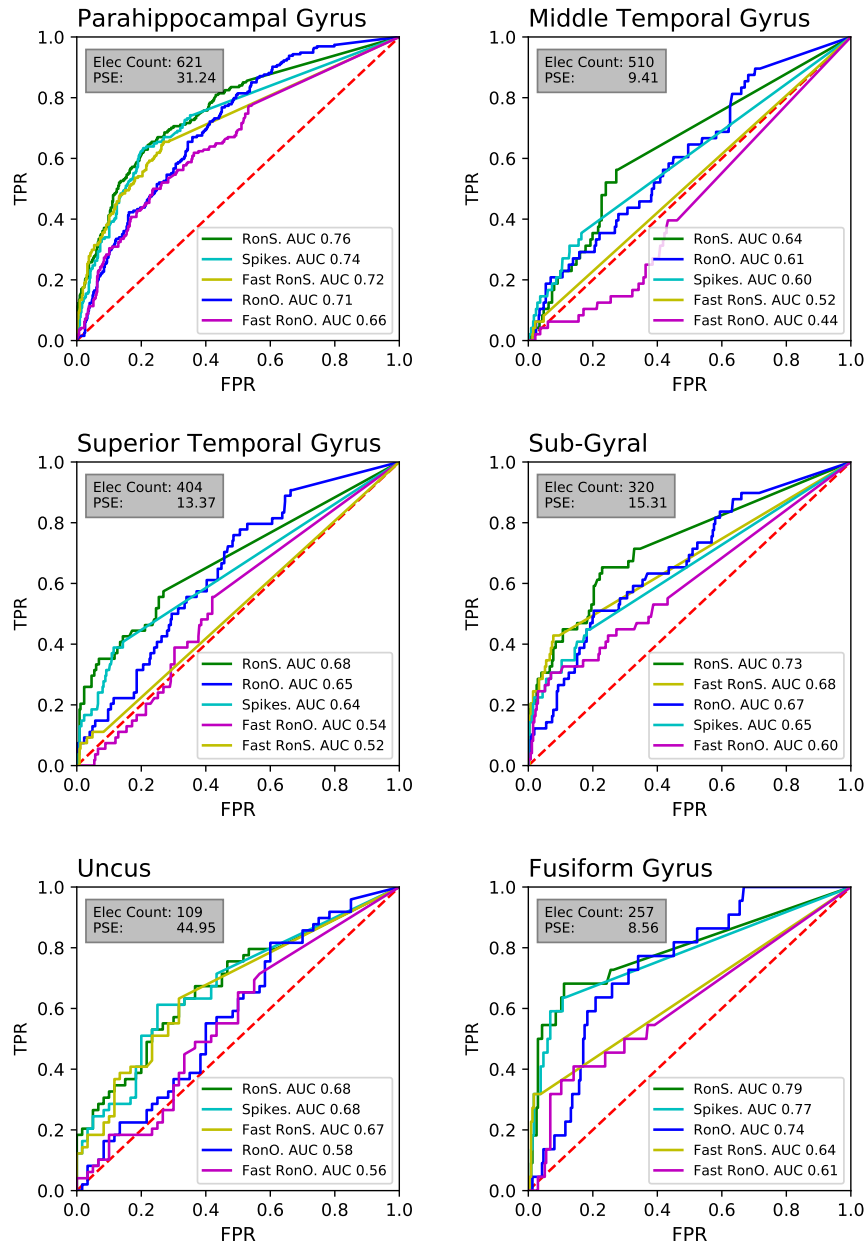 Parahippocampal Gyrus
Elec Count: 621
PSE: 31.24
1.0
0.8
0.6
0.4
0.2
0.0
TPR
RonS. AUC 0.76
Spikes. AUC 0.74
Fast RonS. AUC 0.72
RonO. AUC 0.71
Fast RonO. AUC 0.66
0.0 0.2 0.4 0.6 0.8 1.0
FPR
Middle Temporal Gyrus
Elec Count: 510
PSE: 9.41
1.0
0.8
0.6
0.4
0.2
0.0
TPR
RonS. AUC 0.64
RonO. AUC 0.61
Spikes. AUC 0.60
Fast RonS. AUC 0.52
Fast RonO. AUC 0.44
0.0 0.2 0.4 0.6 0.8 1.0
FPR
Superior Temporal Gyrus
Elec Count: 404
PSE: 13.37
1.0
0.8
0.6
0.4
0.2
0.0
TPR
RonS. AUC 0.68
RonO. AUC 0.65
Spikes. AUC 0.64
Fast RonO. AUC 0.54
Fast RonS. AUC 0.52
0.0 0.2 0.4 0.6 0.8 1.0
FPR
Sub-Gyral
Elec Count: 320
PSE: 15.31
1.0
0.8
0.6
0.4
0.2
0.0
TPR
RonS. AUC 0.73
Fast RonS. AUC 0.68
RonO. AUC 0.67
Spikes. AUC 0.65
Fast RonO. AUC 0.60
0.0 0.2 0.4 0.6 0.8 1.0
FPR
Uncus
Elec Count: 109
PSE: 44.95
1.0
0.8
0.6
0.4
0.2
0.0
TPR
RonS. AUC 0.68
Spikes. AUC 0.68
Fast RonS. AUC 0.67
RonO. AUC 0.58
Fast RonO. AUC 0.56
0.0 0.2 0.4 0.6 0.8 1.0
FPR
Fusiform Gyrus
Elec Count: 257
PSE: 8.56
1.0
0.8
0.6
0.4
0.2
0.0
TPR
RonS. AUC 0.79
Spikes. AUC 0.77
RonO. AUC 0.74
Fast RonS. AUC 0.64
Fast RonO. AUC 0.61
0.0 0.2 0.4 0.6 0.8 1.0
FPR